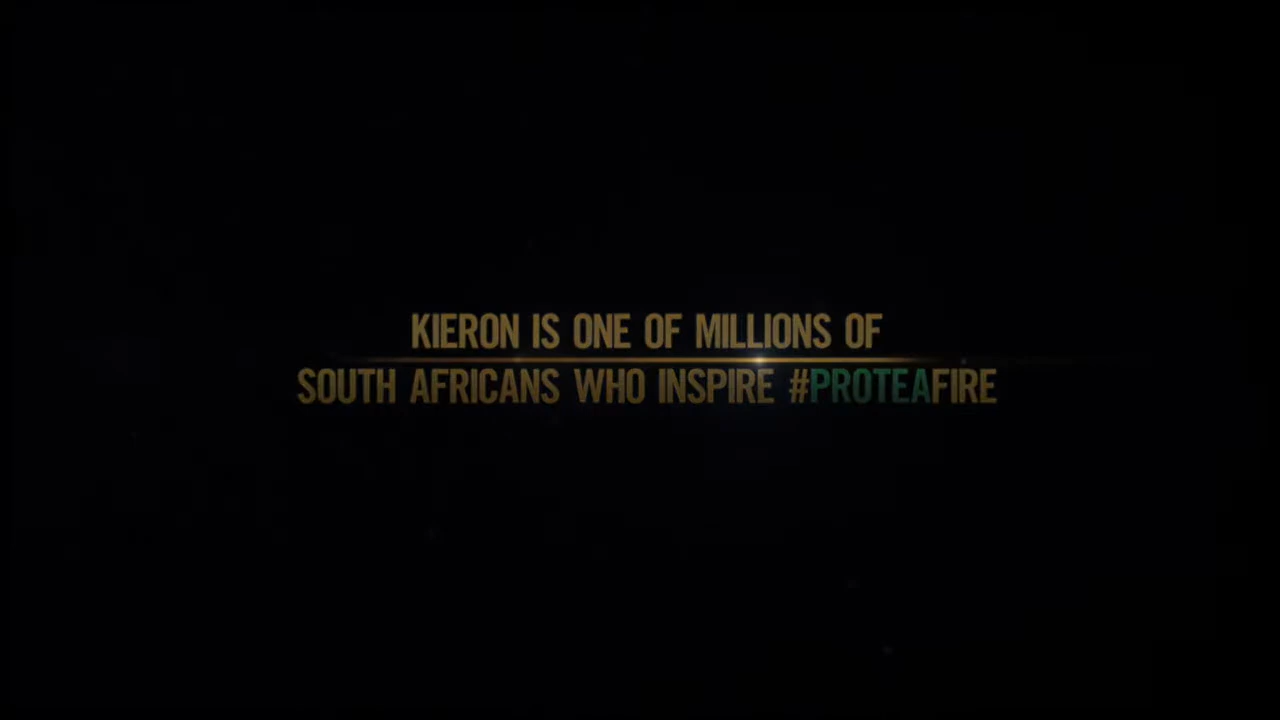 KIERON IS ONE OF MILLIONS OF
SOUTH AFRICANS WHO INSPIRE #PROTEAFIRE